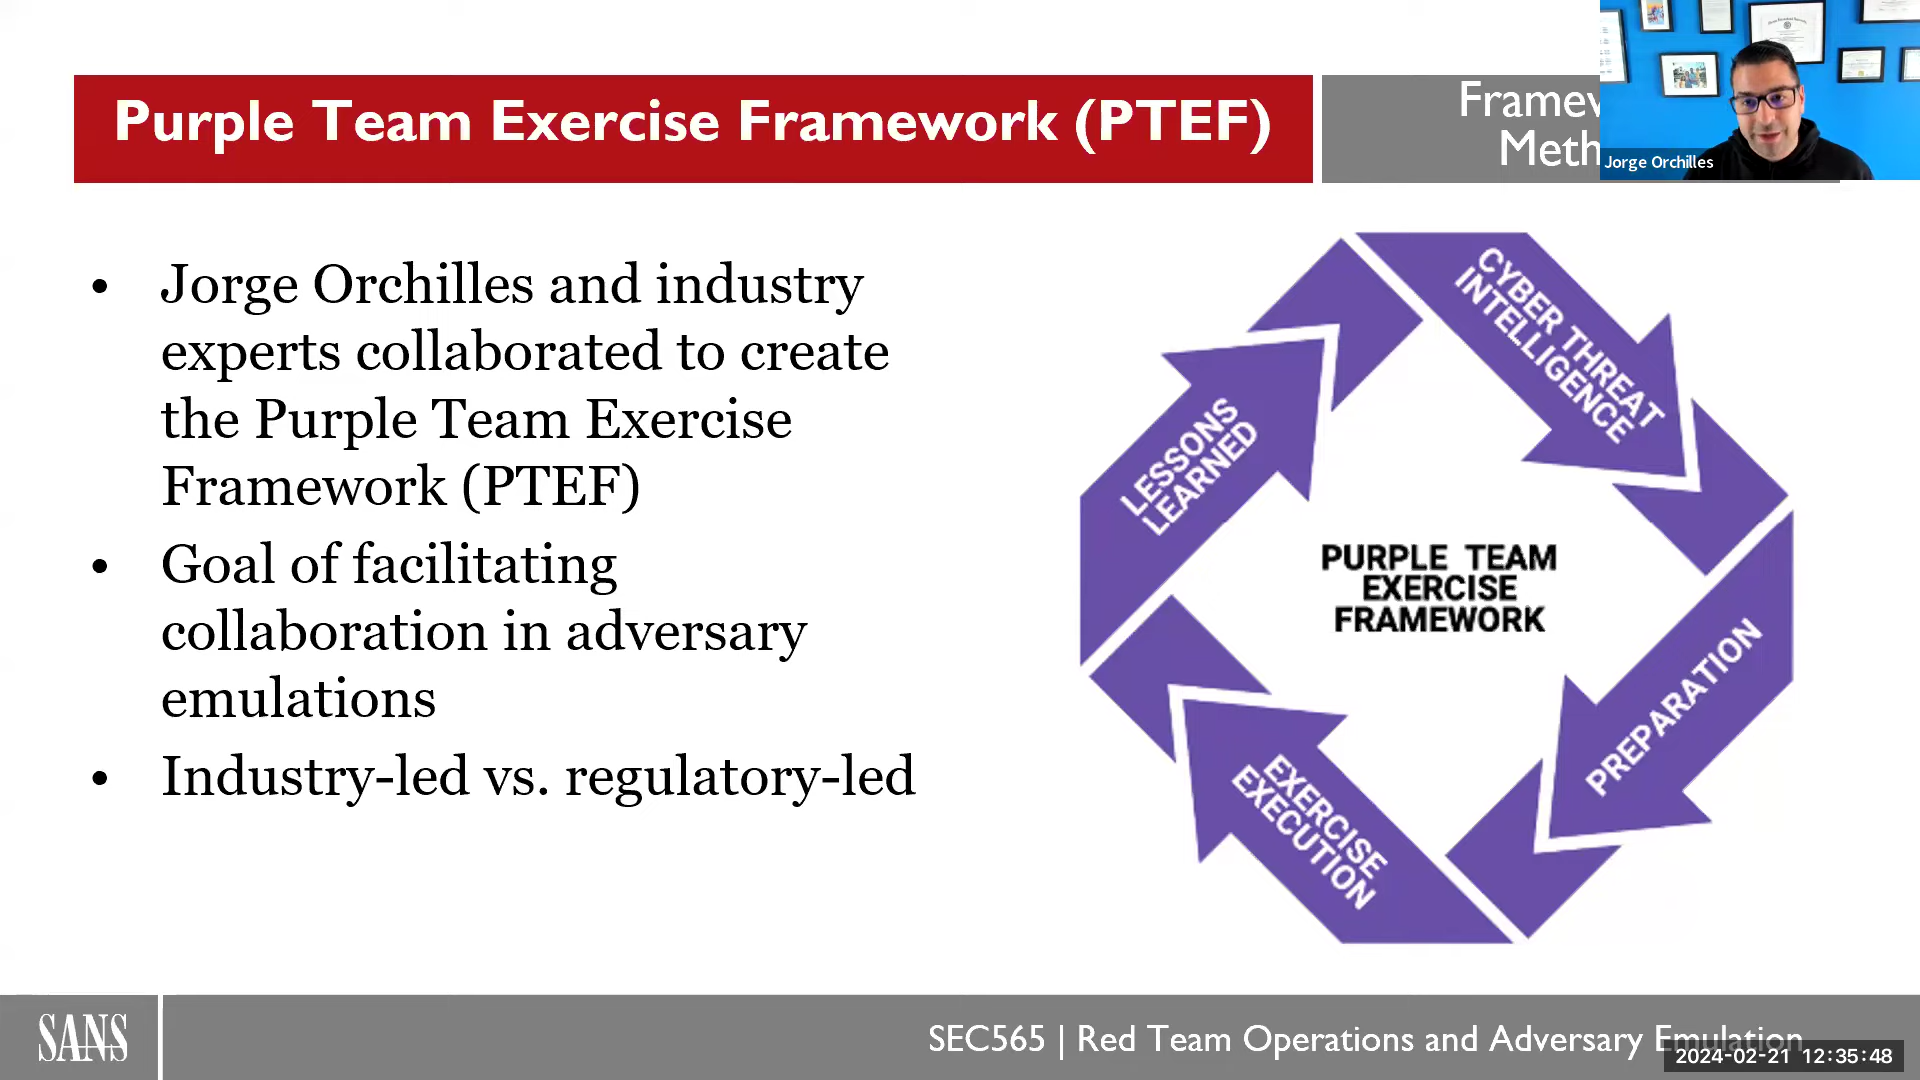 Purple Team Exercise Framework (PTEF)
Jorge Orchilles
• Jorge Orchilles and industry
experts collaborated to create
the Purple Team Exercise
Framework (PTEF)
• Goal of facilitating
collaboration in adversary
emulations
• Industry-led vs. regulatory-led
CYBER THREAT
INTELLIGENCE
PREPARATION
EXERCISE
EXECUTION
LESSONS
LEARNED
PURPLE TEAM
EXERCISE
FRAMEWORK
SANS
SEC565 | Red Team Operations and Adversary Emulation
2024-02-21 12:35:48